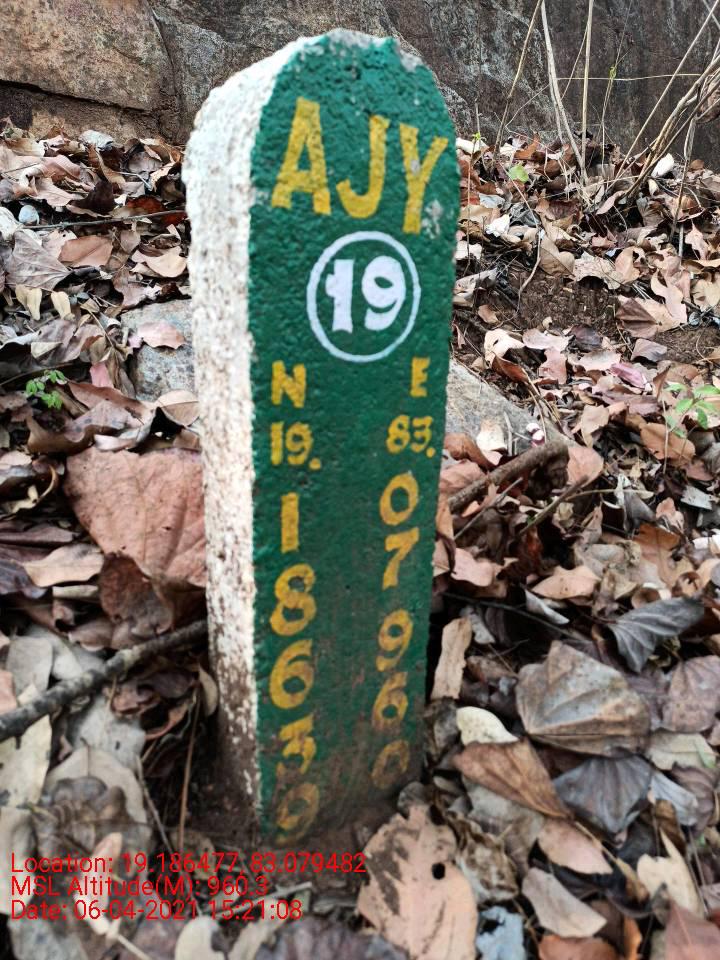 AJY
19
N E
19. 83.
1 0
8 7
6 9
3 6
9 0
Location: 19.186477, 83.079482
MSL Altitude(M): 960.3
Date: 06-04-2021 15:21:08